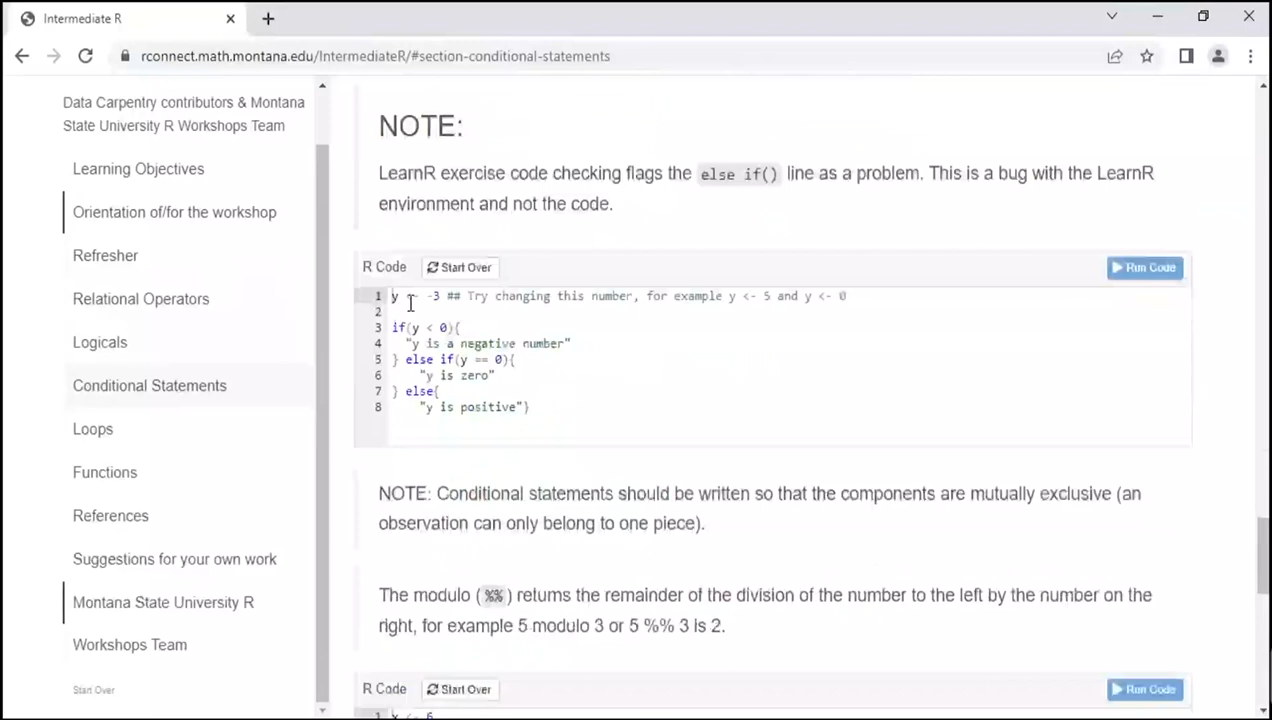 Intermediate R
rconnect.math.montana.edu/IntermediateR/#section-conditional-statements
Data Carpentry contributors & Montana
State University R Workshops Team
Learning Objectives
Orientation of/for the workshop
Refresher
Relational Operators
Logicals
Conditional Statements
Loops
Functions
References
Suggestions for your own work
Montana State University R
Workshops Team
Start Over
NOTE:
LearnR exercise code checking flags the else if() line as a problem. This is a bug with the LearnR
environment and not the code.
R Code Start Over Run Code
1 y <- -3 ## Try changing this number, for example y <- 5 and y <- 0
2
3 if(y < 0){
4 "y is a negative number"
5 } else if(y == 0){
6 "y is zero"
7 } else{
8 "y is positive"}
NOTE: Conditional statements should be written so that the components are mutually exclusive (an
observation can only belong to one piece).
The modulo (%%) returns the remainder of the division of the number to the left by the number on the
right, for example 5 modulo 3 or 5 %% 3 is 2.
R Code Start Over Run Code
1 x <- 6